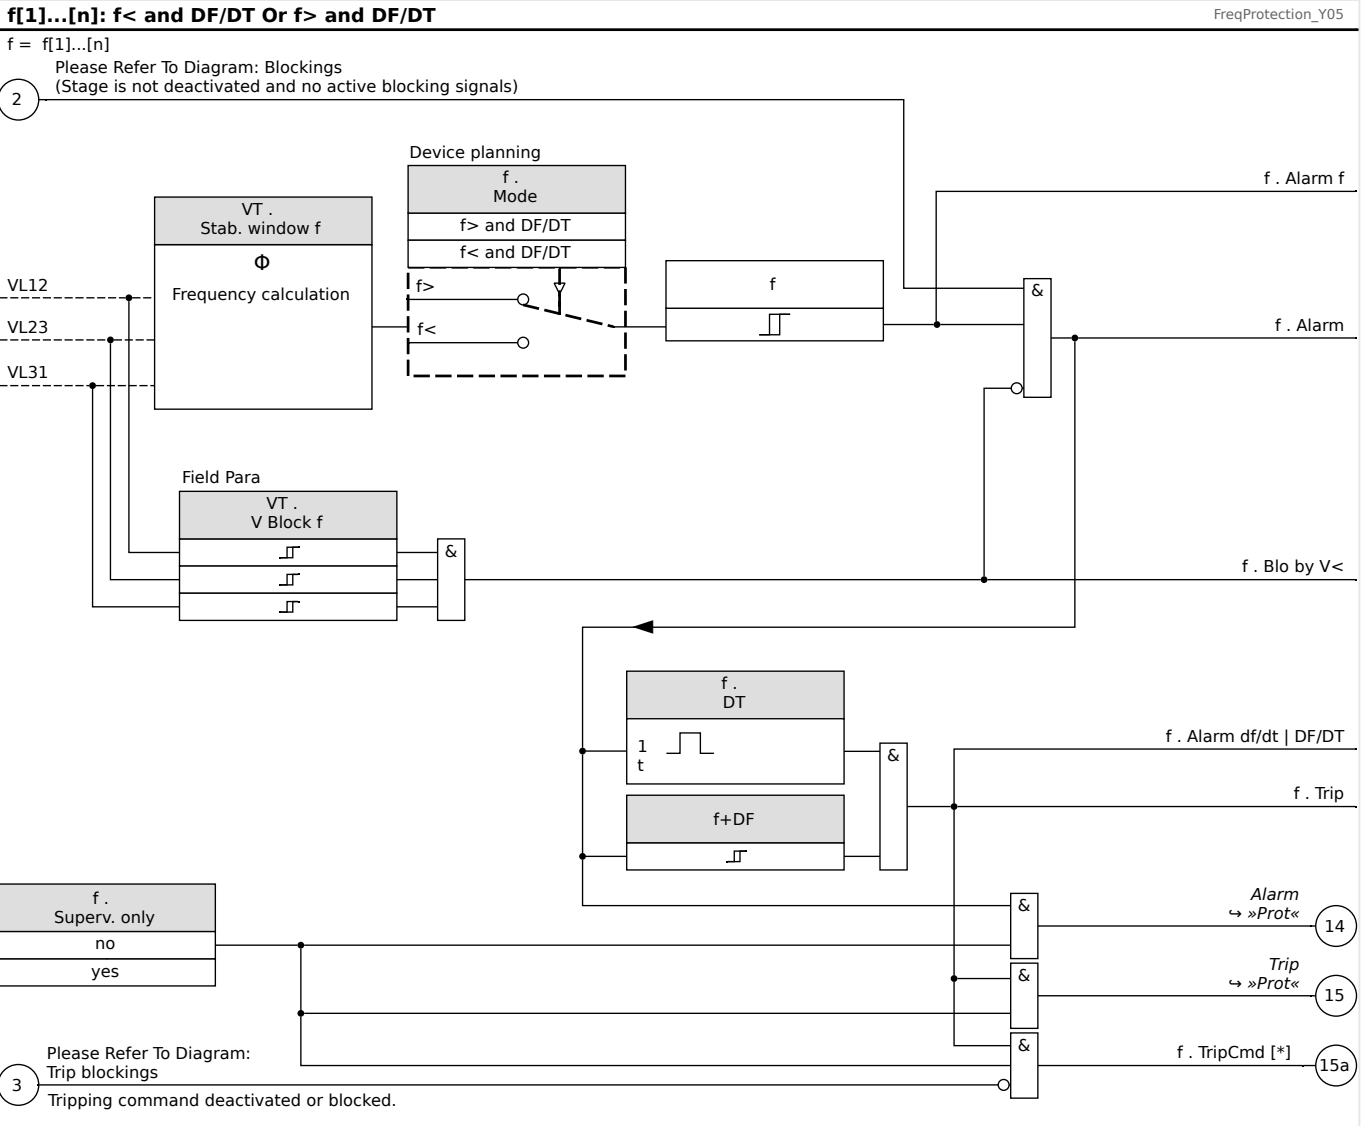 f[1]...[n]: f< and DF/DT Or f> and DF/DT
FreqProtection_Y05
f = f[1]...[n]
Please Refer To Diagram: Blockings
(Stage is not deactivated and no active blocking signals)
2
Device planning
f .
Mode
f> and DF/DT
f< and DF/DT
f>
f<
VT .
Stab. window f
Φ
Frequency calculation
VL12
VL23
VL31
f
&
f . Alarm f
f . Alarm
Field Para
VT .
V Block f
&
f . Blo by V<
f .
DT
1
t
&
f+DF
f . Alarm df/dt | DF/DT
f . Trip
f .
Superv. only
no
yes
&
Alarm
↪ »Prot«
14
&
Trip
↪ »Prot«
15
&
f . TripCmd [*]
15a
Please Refer To Diagram:
Trip blockings
3
Tripping command deactivated or blocked.